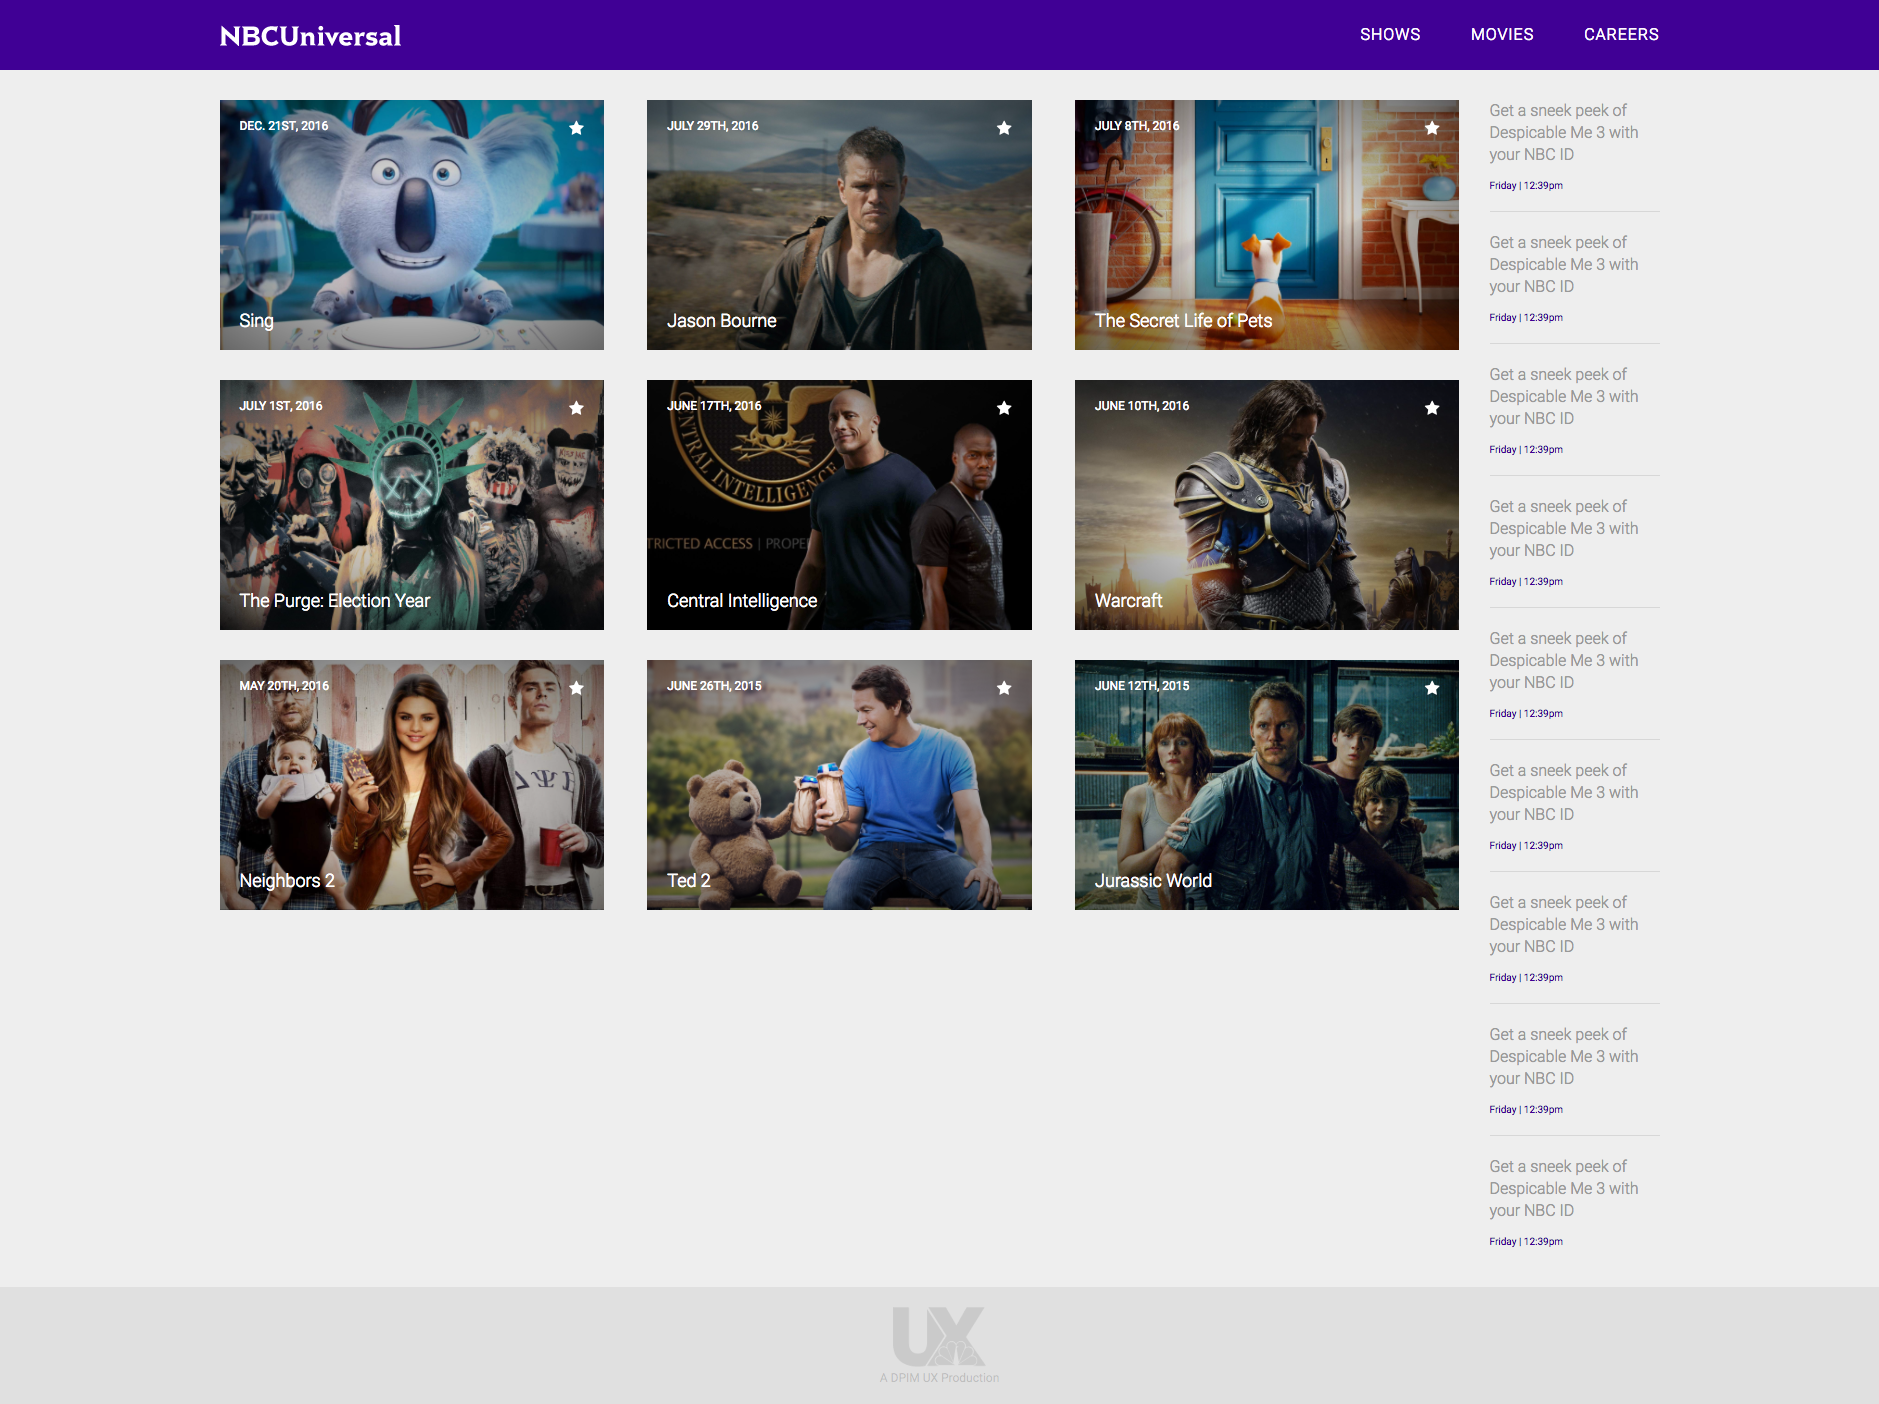 NBCUniversal
SHOWS MOVIES CAREERS
DEC. 21ST, 2016
Sing
JULY 29TH, 2016
Jason Bourne
JULY 8TH, 2016
The Secret Life of Pets
JULY 1ST, 2016
KISS ME
The Purge: Election Year
JUNE 17TH, 2016
CENTRAL INTELLIGENCE
TRICTED ACCESS | PROPE
Central Intelligence
JUNE 10TH, 2016
Warcraft
MAY 20TH, 2016
ΔΨΕ
Neighbors 2
JUNE 26TH, 2015
Ted 2
JUNE 12TH, 2015
Jurassic World
Get a sneek peek of
Despicable Me 3 with
your NBC ID
Friday | 12:39pm
Get a sneek peek of
Despicable Me 3 with
your NBC ID
Friday | 12:39pm
Get a sneek peek of
Despicable Me 3 with
your NBC ID
Friday | 12:39pm
Get a sneek peek of
Despicable Me 3 with
your NBC ID
Friday | 12:39pm
Get a sneek peek of
Despicable Me 3 with
your NBC ID
Friday | 12:39pm
Get a sneek peek of
Despicable Me 3 with
your NBC ID
Friday | 12:39pm
Get a sneek peek of
Despicable Me 3 with
your NBC ID
Friday | 12:39pm
Get a sneek peek of
Despicable Me 3 with
your NBC ID
Friday | 12:39pm
Get a sneek peek of
Despicable Me 3 with
your NBC ID
Friday | 12:39pm
UX
A DPIM UX Production